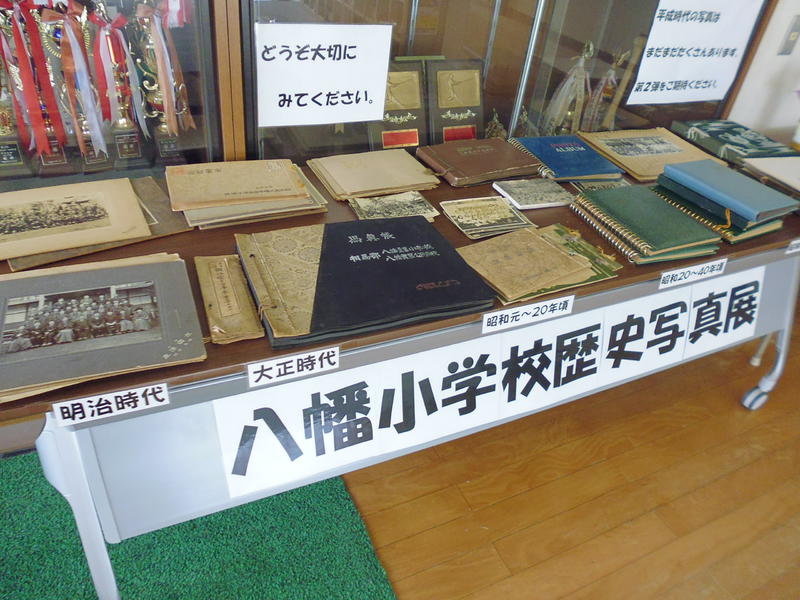 どうぞ大切に
みてください。
平成時代の写真は
まだまだたくさんあります。
第2弾をご期待ください。
ALBUM
明治時代
大正時代
昭和元～20年頃
昭和20～40年頃
八幡小学校歴史写真展